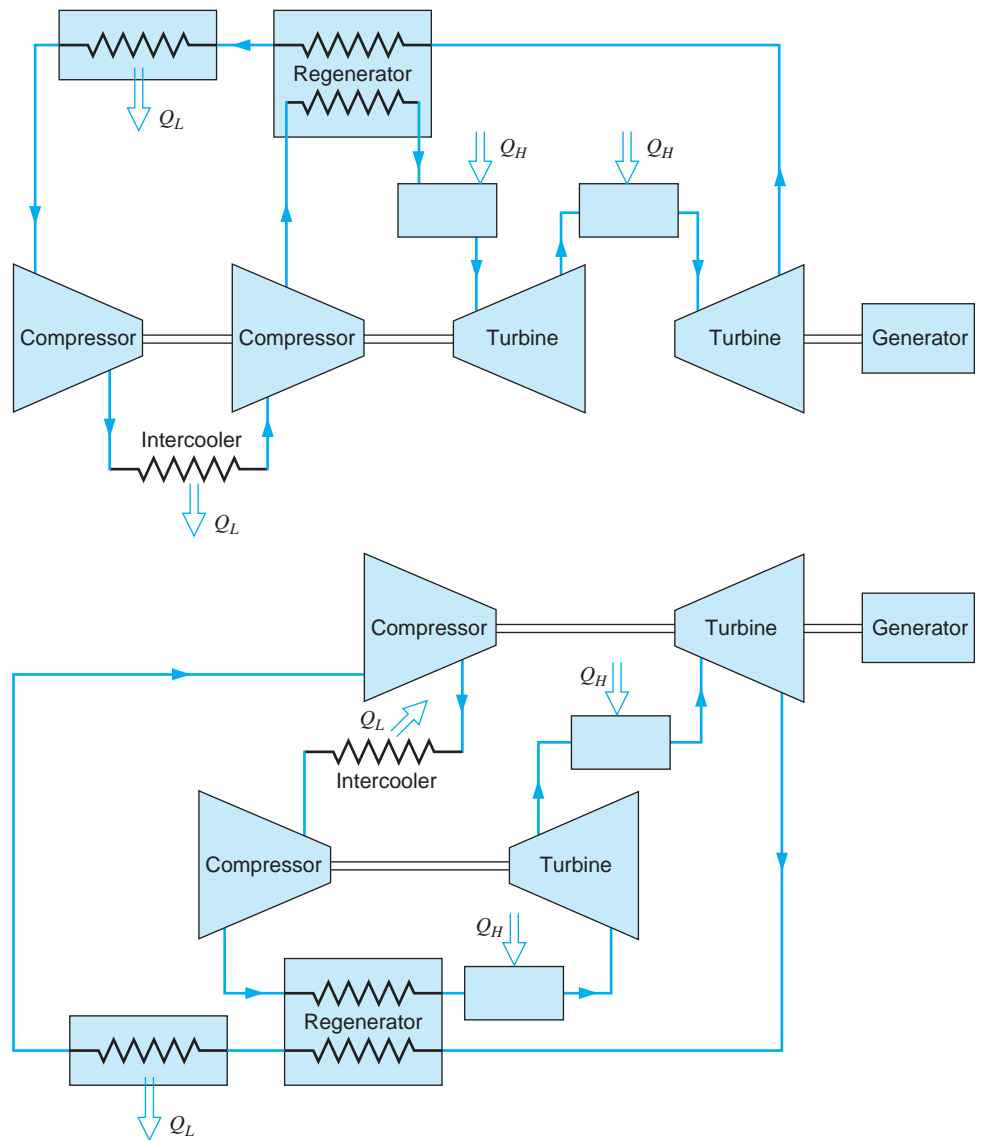 Regenerator
Q_L
Q_H
Q_H
Compressor
Compressor
Turbine
Turbine
Generator
Intercooler
Q_L
Compressor
Turbine
Generator
Q_H
Q_L
Intercooler
Compressor
Turbine
Q_H
Regenerator
Q_L